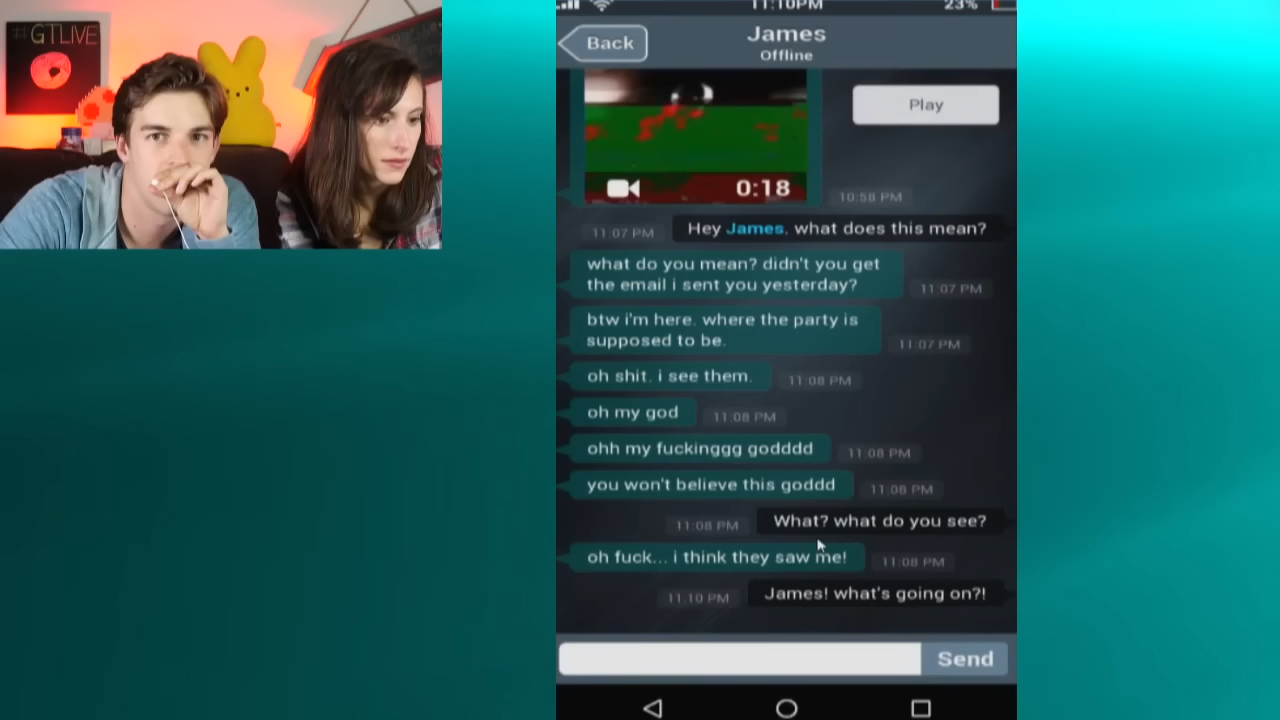 #GTLIVE
11:10PM
23%
Back
James
Offline
Play
0:18
10:58 PM
11:07 PM
Hey James. what does this mean?
what do you mean? didn't you get
the email i sent you yesterday?
11:07 PM
btw i'm here. where the party is
supposed to be.
11:07 PM
oh shit. i see them.
11:08 PM
oh my god
11:08 PM
ohh my fuckinggg godddd
11:08 PM
you won't believe this goddd
11:08 PM
11:08 PM
What? what do you see?
oh fuck... i think they saw me!
11:08 PM
11:10 PM
James! what's going on?!
Send